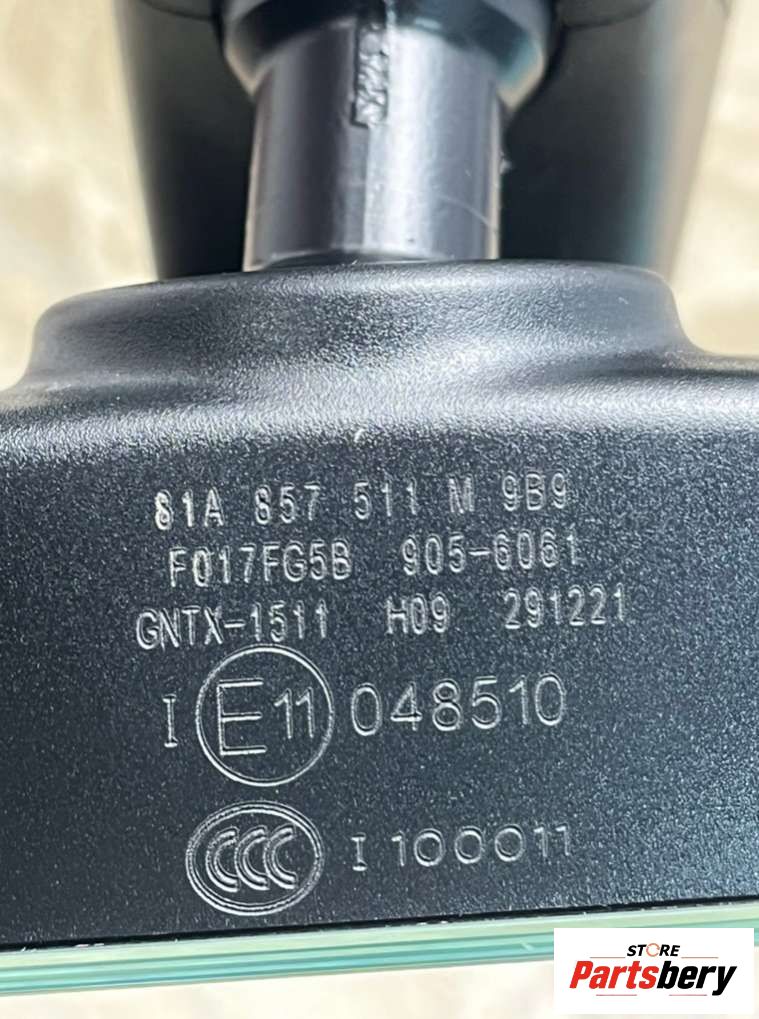 81A 857 511 M 9B9
F017FG5B 905-6061
GNTX-1511 H09 291221
I E11 048510
CCC I 100011
STORE
Partsbery